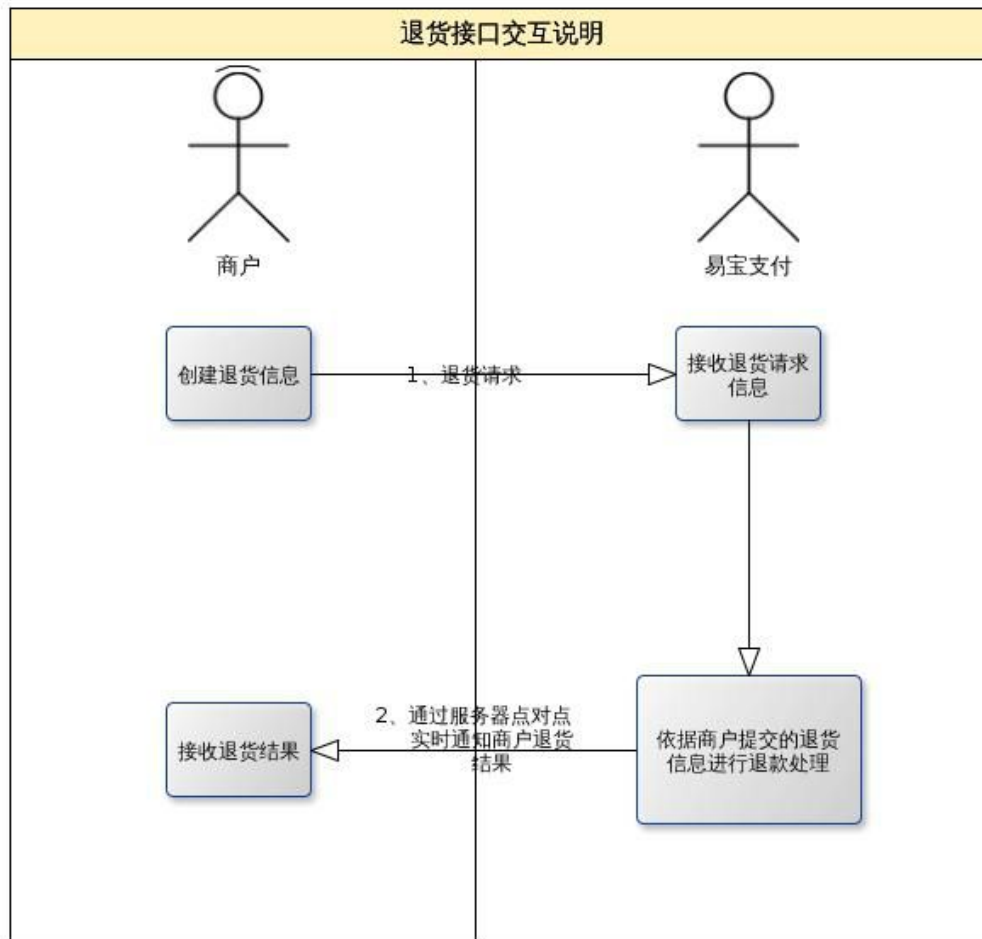 退货接口交互说明
商户
易宝支付
创建退货信息
1、退货请求
接收退货请求
信息
接收退货结果
2、通过服务器点对点
实时通知商户退货
结果
依据商户提交的退货
信息进行退款处理